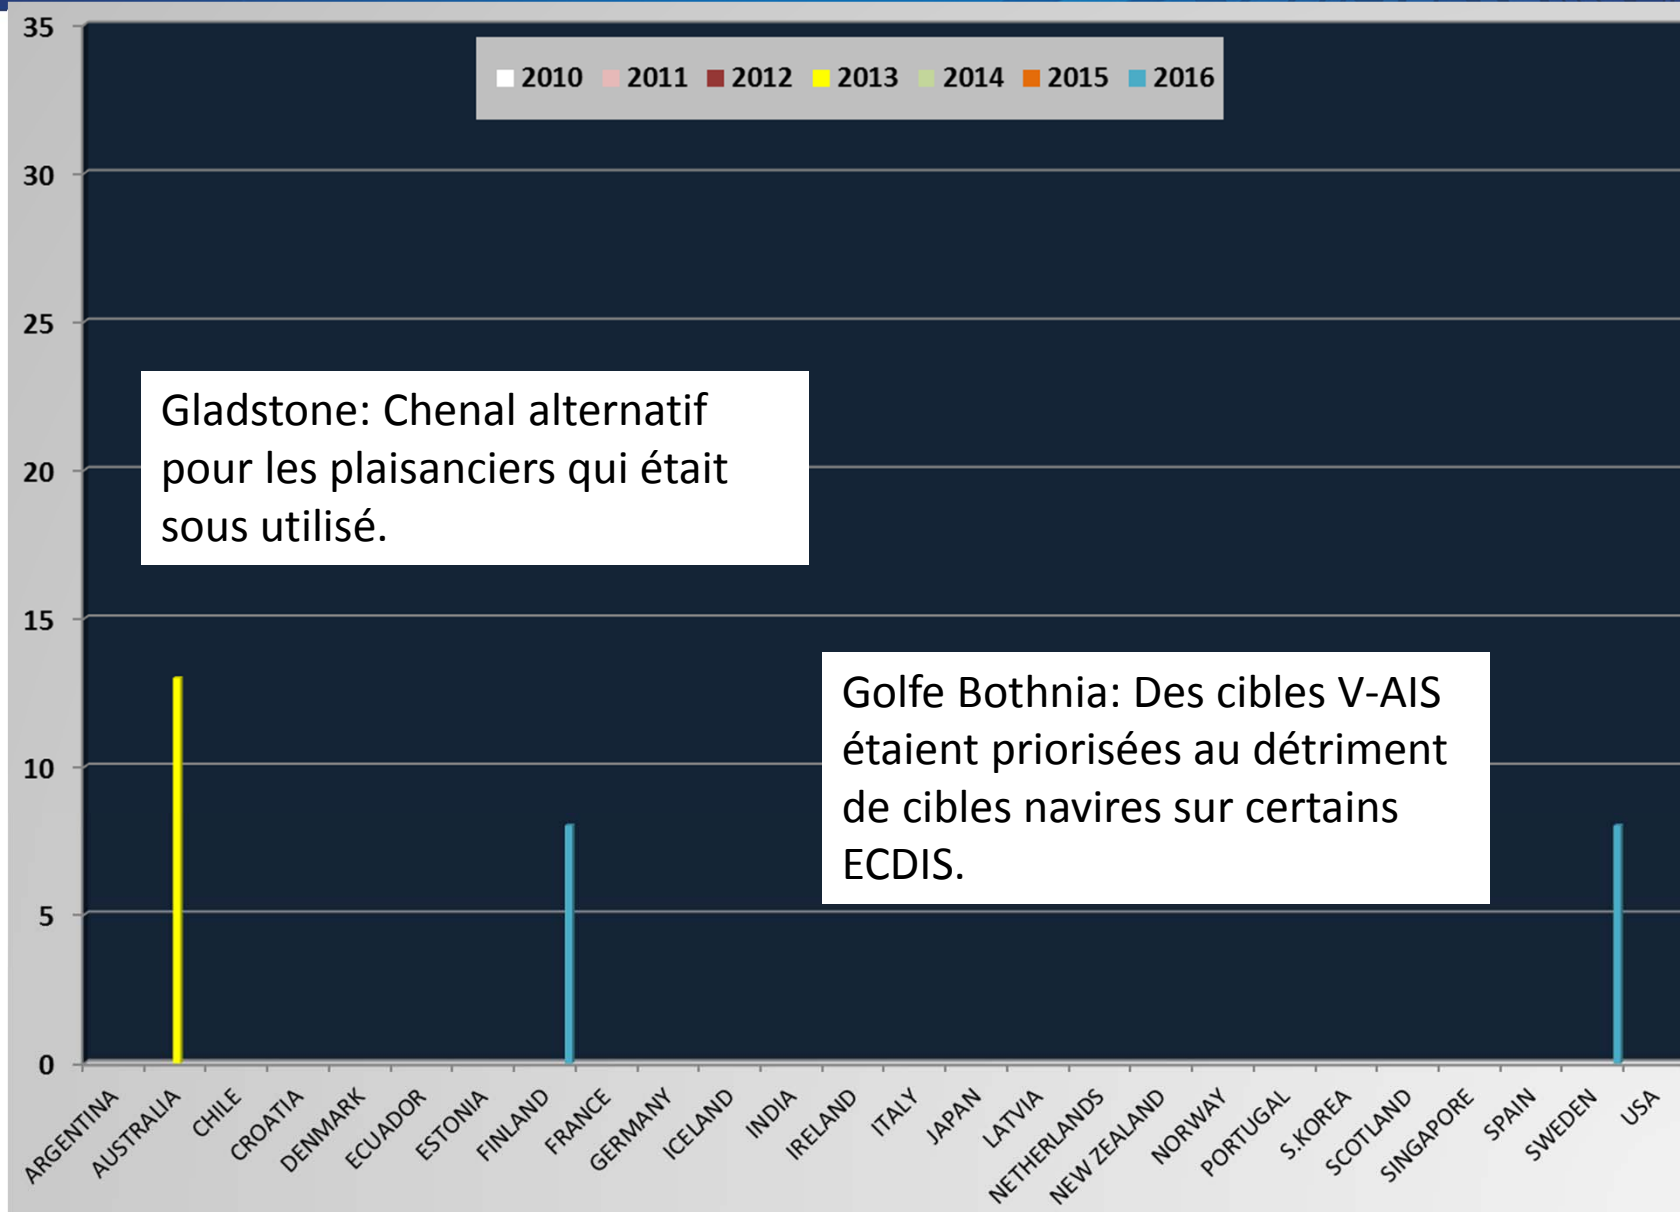 35
2010 2011 2012 2013 2014 2015 2016
30
25
Gladstone: Chenal alternatif
pour les plaisanciers qui était
sous utilisé.
20
15
Golfe Bothnia: Des cibles V-AIS
étaient priorisées au détriment
de cibles navires sur certains
ECDIS.
10
5
0
ARGENTINA
AUSTRALIA
CHILE
CROATIA
DENMARK
ECUADOR
ESTONIA
FINLAND
FRANCE
GERMANY
ICELAND
INDIA
IRELAND
ITALY
JAPAN
LATVIA
NETHERLANDS
NEW ZEALAND
NORWAY
PORTUGAL
S.KOREA
SCOTLAND
SINGAPORE
SPAIN
SWEDEN
USA